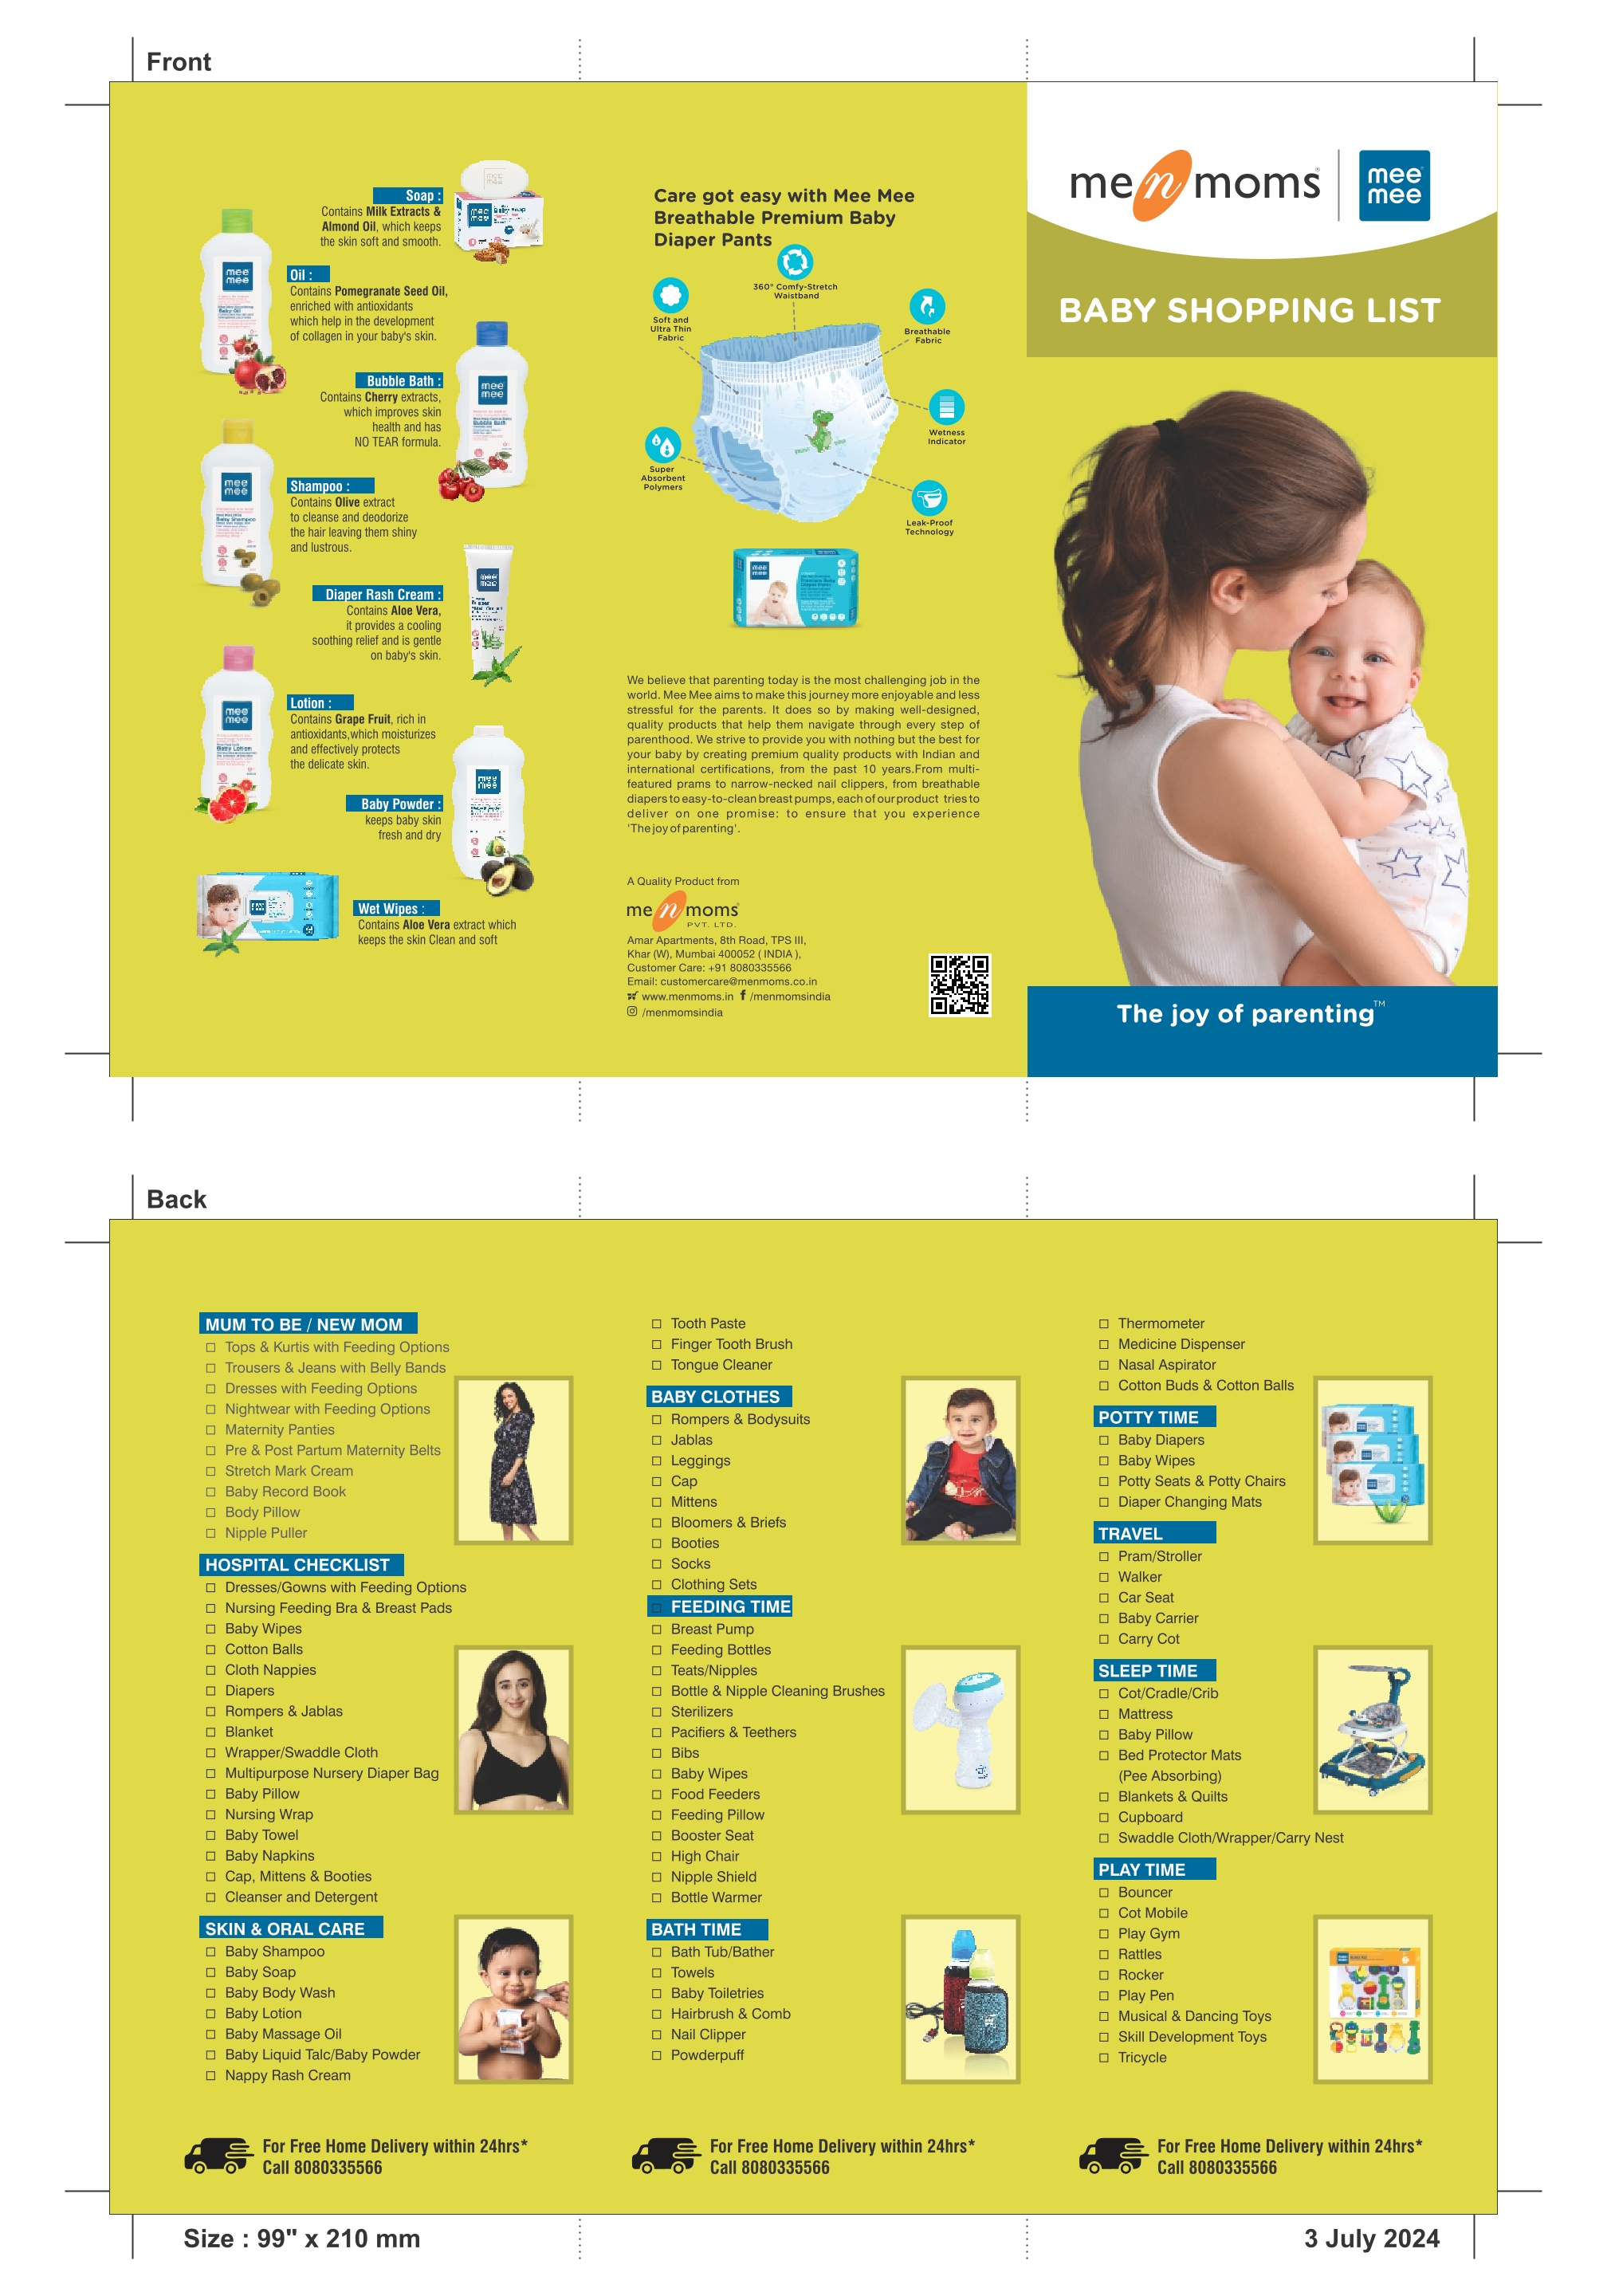 Front
Soap :
Contains Milk Extracts &
Almond Oil, which keeps
the skin soft and smooth.
Oil :
Contains Pomegranate Seed Oil,
enriched with antioxidants
which help in the development
of collagen in your baby's skin.
Bubble Bath :
Contains Cherry extracts,
which improves skin
health and has
NO TEAR formula.
Shampoo :
Contains Olive extract
to cleanse and deodorize
the hair leaving them shiny
and lustrous.
Diaper Rash Cream :
Contains Aloe Vera,
it provides a cooling
soothing relief and is gentle
on baby's skin.
Lotion :
Contains Grape Fruit, rich in
antioxidants,which moisturizes
and effectively protects
the delicate skin.
Baby Powder :
keeps baby skin
fresh and dry
Wet Wipes :
Contains Aloe Vera extract which
keeps the skin Clean and soft
Care got easy with Mee Mee
Breathable Premium Baby
Diaper Pants
360° Comfy-Stretch
Waistband
Soft and
Ultra Thin
Fabric
Breathable
Fabric
Wetness
Indicator
Super
Absorbent
Polymers
Leak-Proof
Technology
We believe that parenting today is the most challenging job in the
world. Mee Mee aims to make this journey more enjoyable and less
stressful for the parents. It does so by making well-designed,
quality products that help them navigate through every step of
parenthood. We strive to provide you with nothing but the best for
your baby by creating premium quality products with Indian and
international certifications, from the past 10 years.From multi-
featured prams to narrow-necked nail clippers, from breathable
diapers to easy-to-clean breast pumps, each of our product tries to
deliver on one promise: to ensure that you experience
'The joy of parenting'.
A Quality Product from
me n moms®
PVT. LTD.
Amar Apartments, 8th Road, TPS III,
Khar (W), Mumbai 400052 ( INDIA ),
Customer Care: +91 8080335566
Email: customercare@menmoms.co.in
www.menmoms.in f /menmomsindia
/menmomsindia
me n moms®
mee
mee
BABY SHOPPING LIST
The joy of parenting™
Back
MUM TO BE / NEW MOM
Tops & Kurtis with Feeding Options
Trousers & Jeans with Belly Bands
Dresses with Feeding Options
Nightwear with Feeding Options
Maternity Panties
Pre & Post Partum Maternity Belts
Stretch Mark Cream
Baby Record Book
Body Pillow
Nipple Puller
HOSPITAL CHECKLIST
Dresses/Gowns with Feeding Options
Nursing Feeding Bra & Breast Pads
Baby Wipes
Cotton Balls
Cloth Nappies
Diapers
Rompers & Jablas
Blanket
Wrapper/Swaddle Cloth
Multipurpose Nursery Diaper Bag
Baby Pillow
Nursing Wrap
Baby Towel
Baby Napkins
Cap, Mittens & Booties
Cleanser and Detergent
SKIN & ORAL CARE
Baby Shampoo
Baby Soap
Baby Body Wash
Baby Lotion
Baby Massage Oil
Baby Liquid Talc/Baby Powder
Nappy Rash Cream
For Free Home Delivery within 24hrs*
Call 8080335566
Tooth Paste
Finger Tooth Brush
Tongue Cleaner
BABY CLOTHES
Rompers & Bodysuits
Jablas
Leggings
Cap
Mittens
Bloomers & Briefs
Booties
Socks
Clothing Sets
FEEDING TIME
Breast Pump
Feeding Bottles
Teats/Nipples
Bottle & Nipple Cleaning Brushes
Sterilizers
Pacifiers & Teethers
Bibs
Baby Wipes
Food Feeders
Feeding Pillow
Booster Seat
High Chair
Nipple Shield
Bottle Warmer
BATH TIME
Bath Tub/Bather
Towels
Baby Toiletries
Hairbrush & Comb
Nail Clipper
Powderpuff
For Free Home Delivery within 24hrs*
Call 8080335566
Thermometer
Medicine Dispenser
Nasal Aspirator
Cotton Buds & Cotton Balls
POTTY TIME
Baby Diapers
Baby Wipes
Potty Seats & Potty Chairs
Diaper Changing Mats
TRAVEL
Pram/Stroller
Walker
Car Seat
Baby Carrier
Carry Cot
SLEEP TIME
Cot/Cradle/Crib
Mattress
Baby Pillow
Bed Protector Mats
(Pee Absorbing)
Blankets & Quilts
Cupboard
Swaddle Cloth/Wrapper/Carry Nest
PLAY TIME
Bouncer
Cot Mobile
Play Gym
Rattles
Rocker
Play Pen
Musical & Dancing Toys
Skill Development Toys
Tricycle
For Free Home Delivery within 24hrs*
Call 8080335566
Size : 99" x 210 mm
3 July 2024